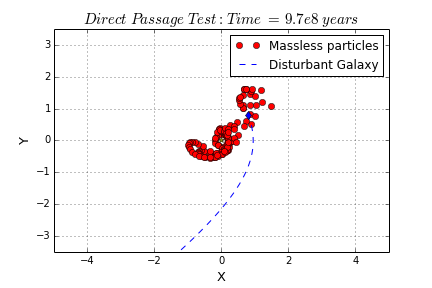 Direct Passage Test: Time = 9.7e8 years
Massless particles
Disturbant Galaxy
3
2
1
0
−1
−2
−3
Y
−4
−2
0
2
4
X